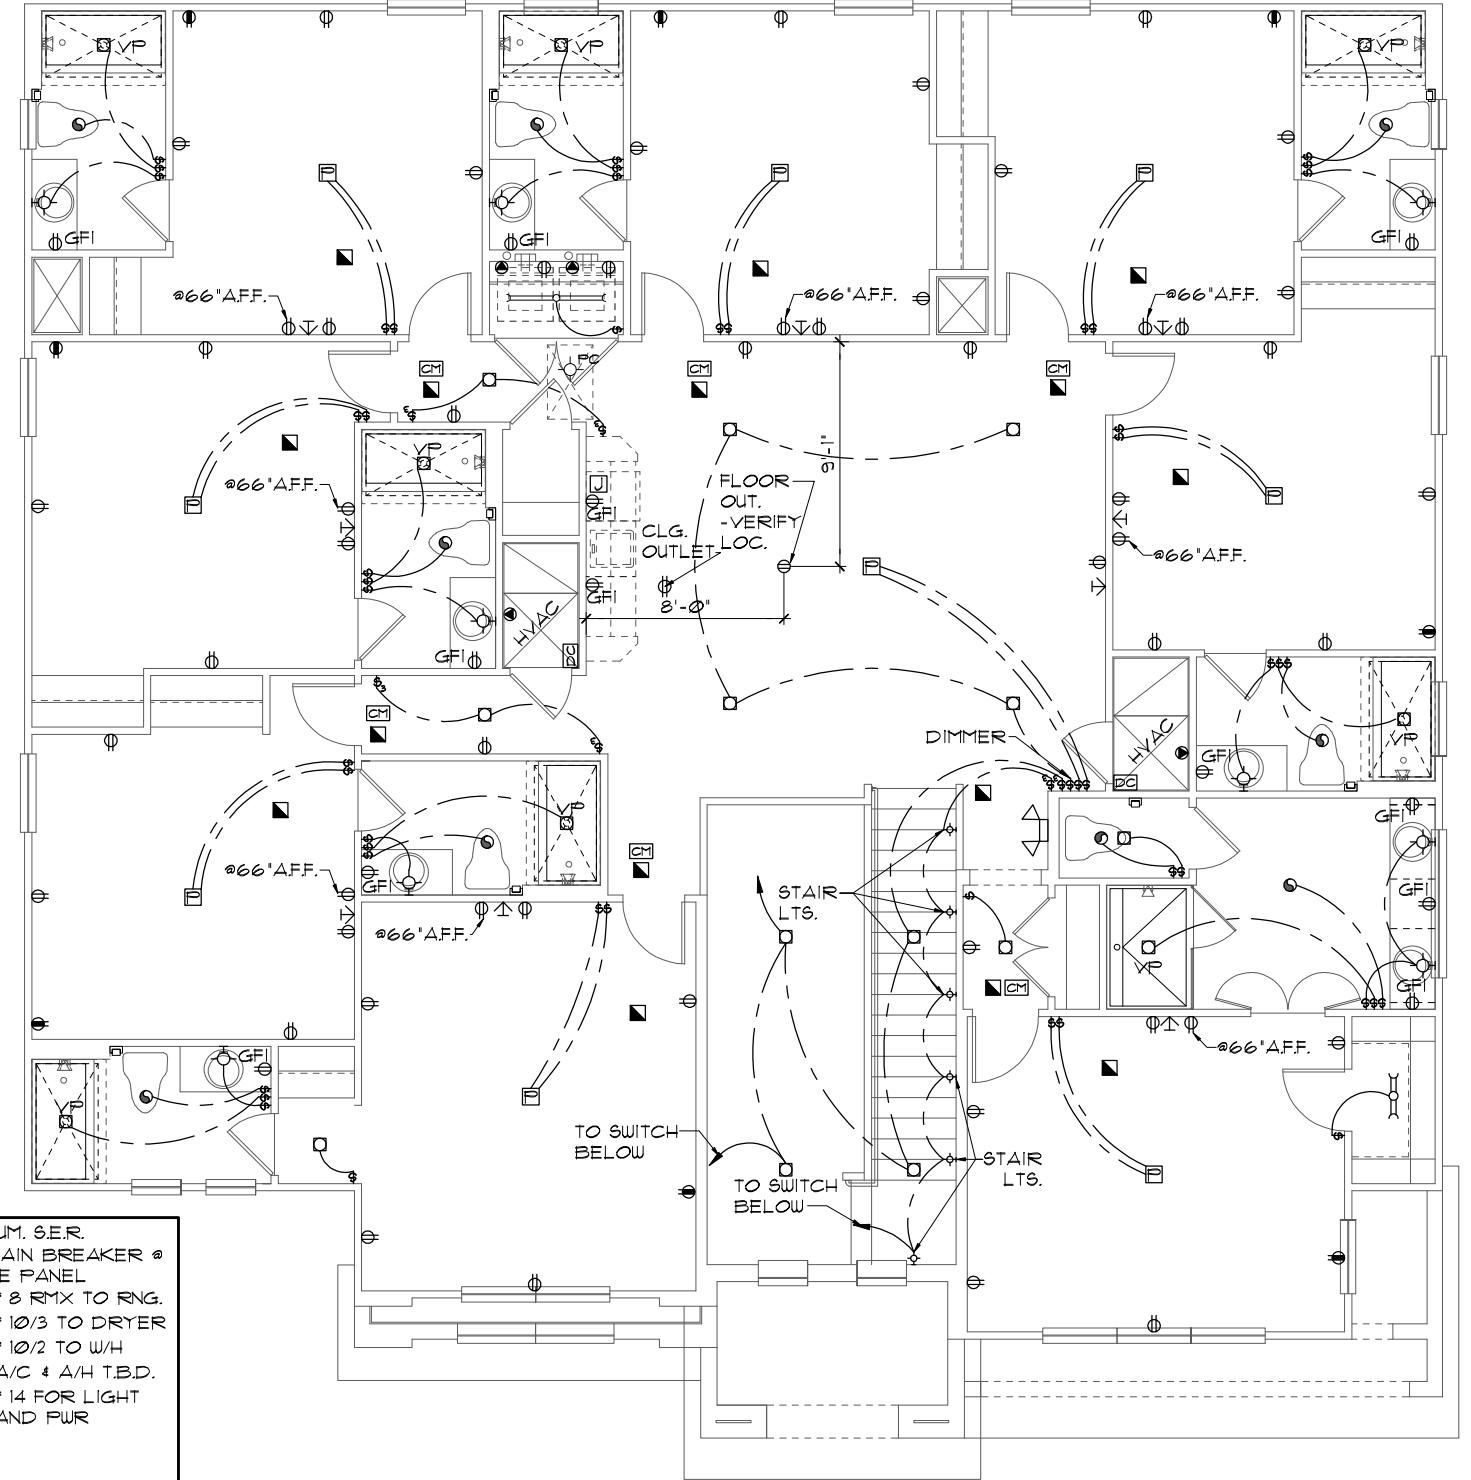 VP
VP
VP
GFI
GFI
GFI
@66"A.F.F.
@66"A.F.F.
@66"A.F.F.
PC
CM
CM
CM
9'-1"
VP
@66"A.F.F.
J
GFI
FLOOR
OUT.
-VERIFY
LOC.
CLG.
OUTLET
@66"A.F.F.
GFI
8'-0"
HVAC
GFI
DC
CM
DIMMER
HVAC
GFI
VP
DC
VP
CM
GFI
@66"A.F.F.
GFI
STAIR
LTS.
GFI
@66"A.F.F.
VP
CM
GFI
@66"A.F.F.
GFI
VP
TO SWITCH
BELOW
STAIR
LTS.
TO SWITCH
BELOW
UM. S.E.R.
AIN BREAKER @
E PANEL
# 8 RMX TO RNG.
# 10/3 TO DRYER
# 10/2 TO W/H
A/C & A/H T.B.D.
# 14 FOR LIGHT
AND PWR